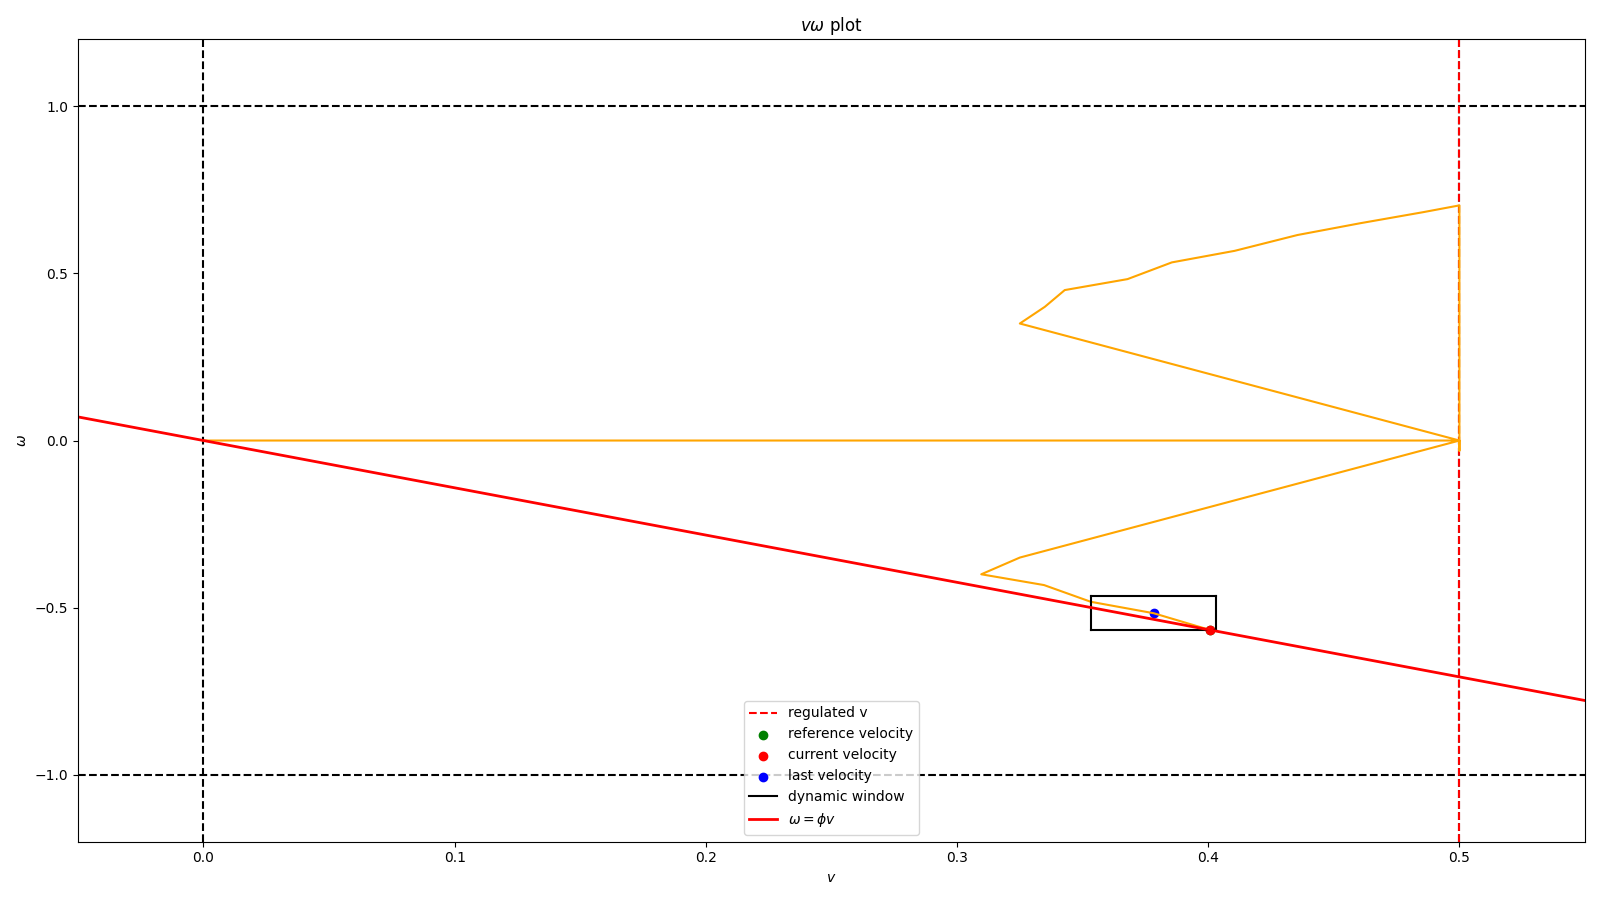 vω plot
1.0
0.5
0.0
−0.5
−1.0
ω
0.0 0.1 0.2 0.3 0.4 0.5
v
regulated v
reference velocity
current velocity
last velocity
dynamic window
ω = ϕv